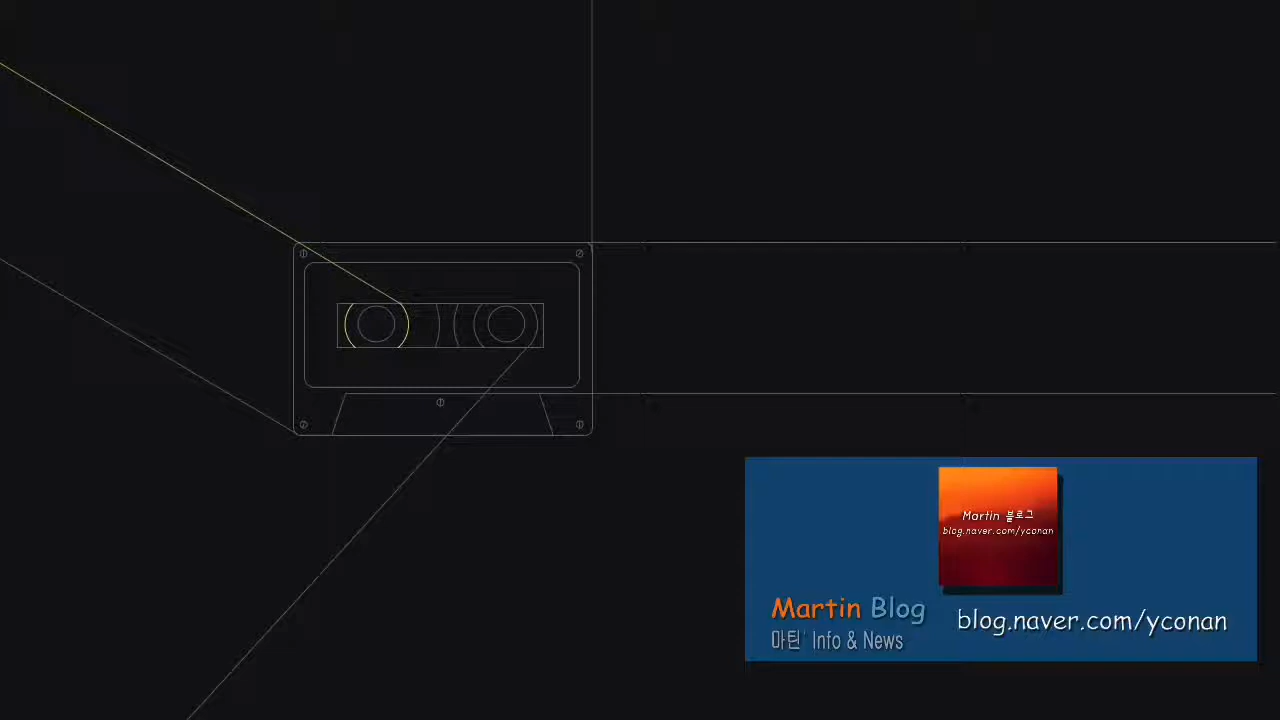 Martin 블로그
blog.naver.com/yconan
Martin Blog
마틴' Info & News
blog.naver.com/yconan